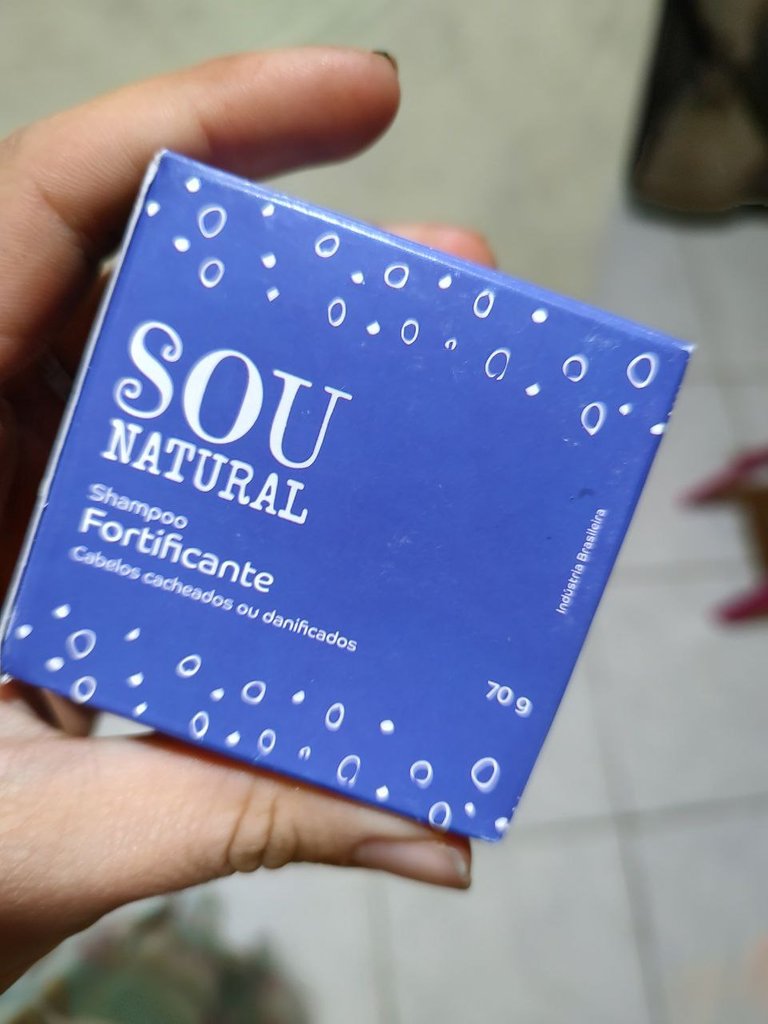 SOU
NATURAL
Shampoo
Fortificante
Cabelos cacheados ou danificados
Indústria Brasileira
70 g